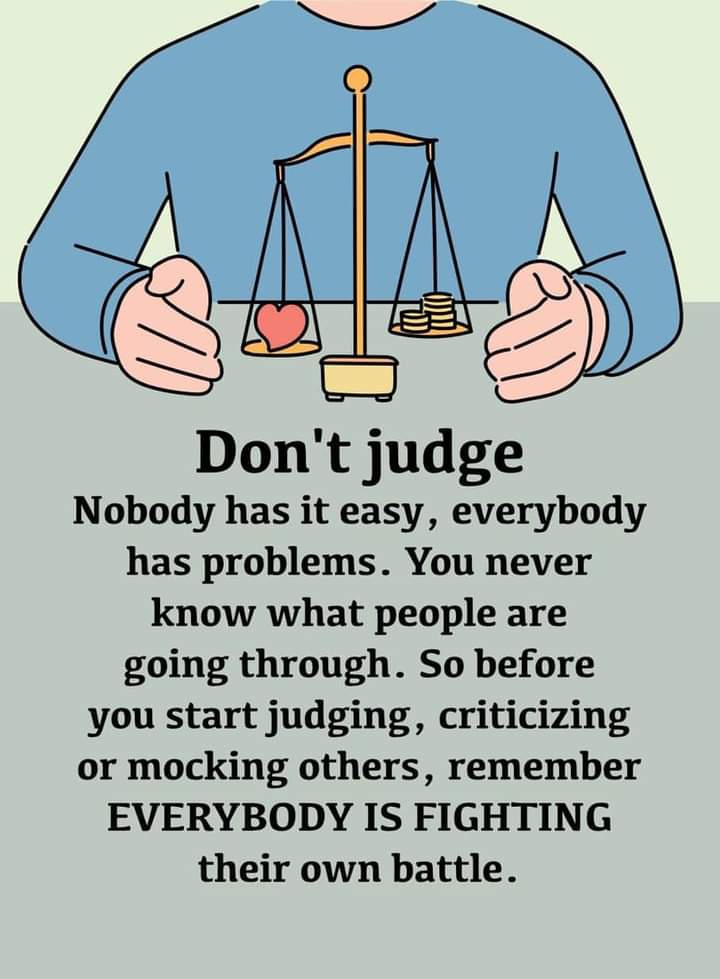 Don't judge
Nobody has it easy, everybody
has problems. You never
know what people are
going through. So before
you start judging, criticizing
or mocking others, remember
EVERYBODY IS FIGHTING
their own battle.